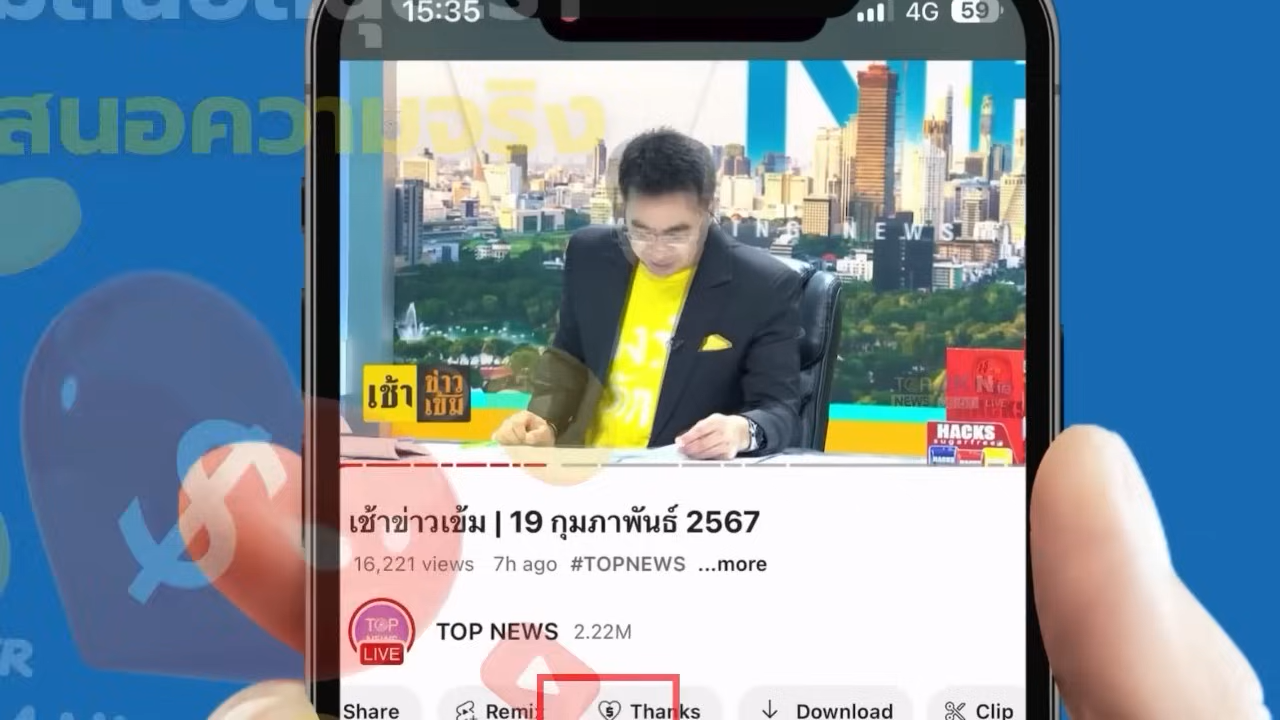 15:35
4G 59
สนอความจริง
ING NEWS
เช้า ข่าว
เข้ม
HACKS
sugarfree
เช้าข่าวเข้ม | 19 กุมภาพันธ์ 2567
16,221 views 7h ago #TOPNEWS ...more
TOP NEWS 2.22M
LIVE
Share Remix Thanks Download Clip